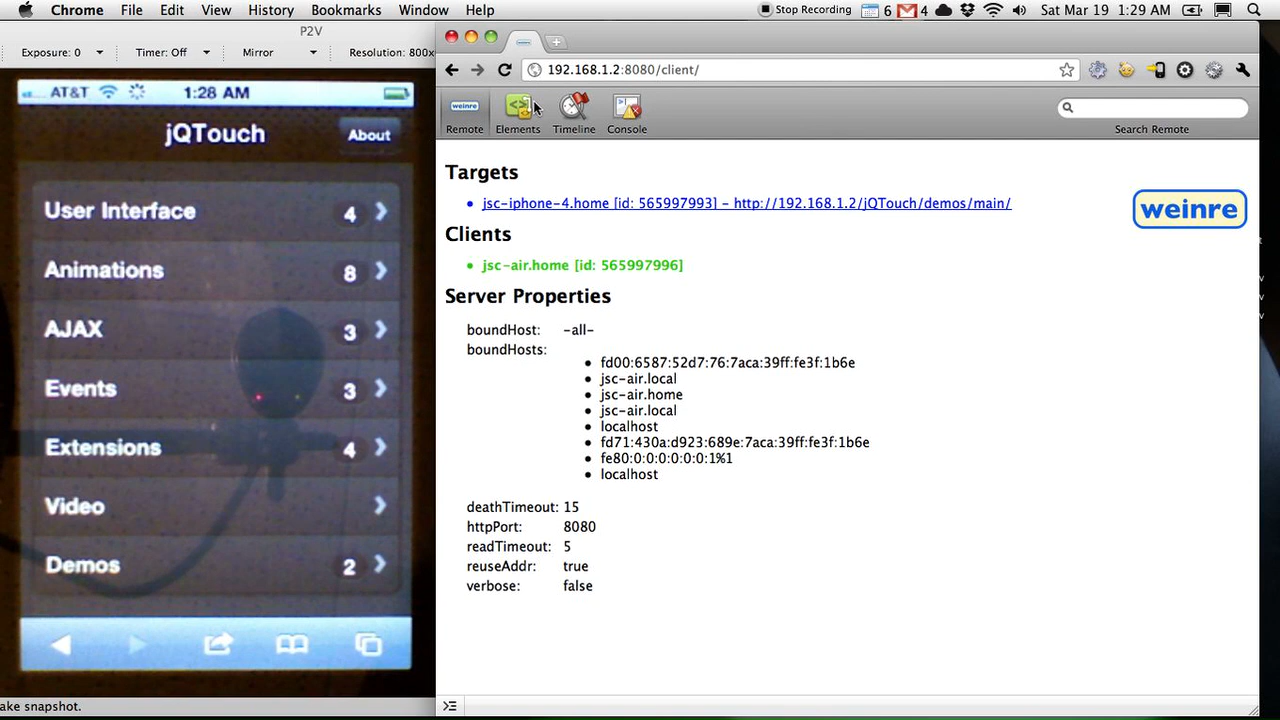 Chrome File Edit View History Bookmarks Window Help Stop Recording 6 4 Sat Mar 19 1:29 AM
P2V
Exposure: 0 Timer: Off Mirror Resolution: 800x
AT&T 1:28 AM
jQTouch About
User Interface 4
Animations 8
AJAX 3
Events 3
Extensions 4
Video
Demos 2
ake snapshot.
192.168.1.2:8080/client/
weinre
Remote Elements Timeline Console Search Remote
Targets
• jsc-iphone-4.home [id: 565997993] - http://192.168.1.2/jQTouch/demos/main/
weinre
Clients
• jsc-air.home [id: 565997996]
Server Properties
boundHost: -all-
boundHosts:
• fd00:6587:52d7:76:7aca:39ff:fe3f:1b6e
• jsc-air.local
• jsc-air.home
• jsc-air.local
• localhost
• fd71:430a:d923:689e:7aca:39ff:fe3f:1b6e
• fe80:0:0:0:0:0:0:1%1
• localhost
deathTimeout: 15
httpPort: 8080
readTimeout: 5
reuseAddr: true
verbose: false